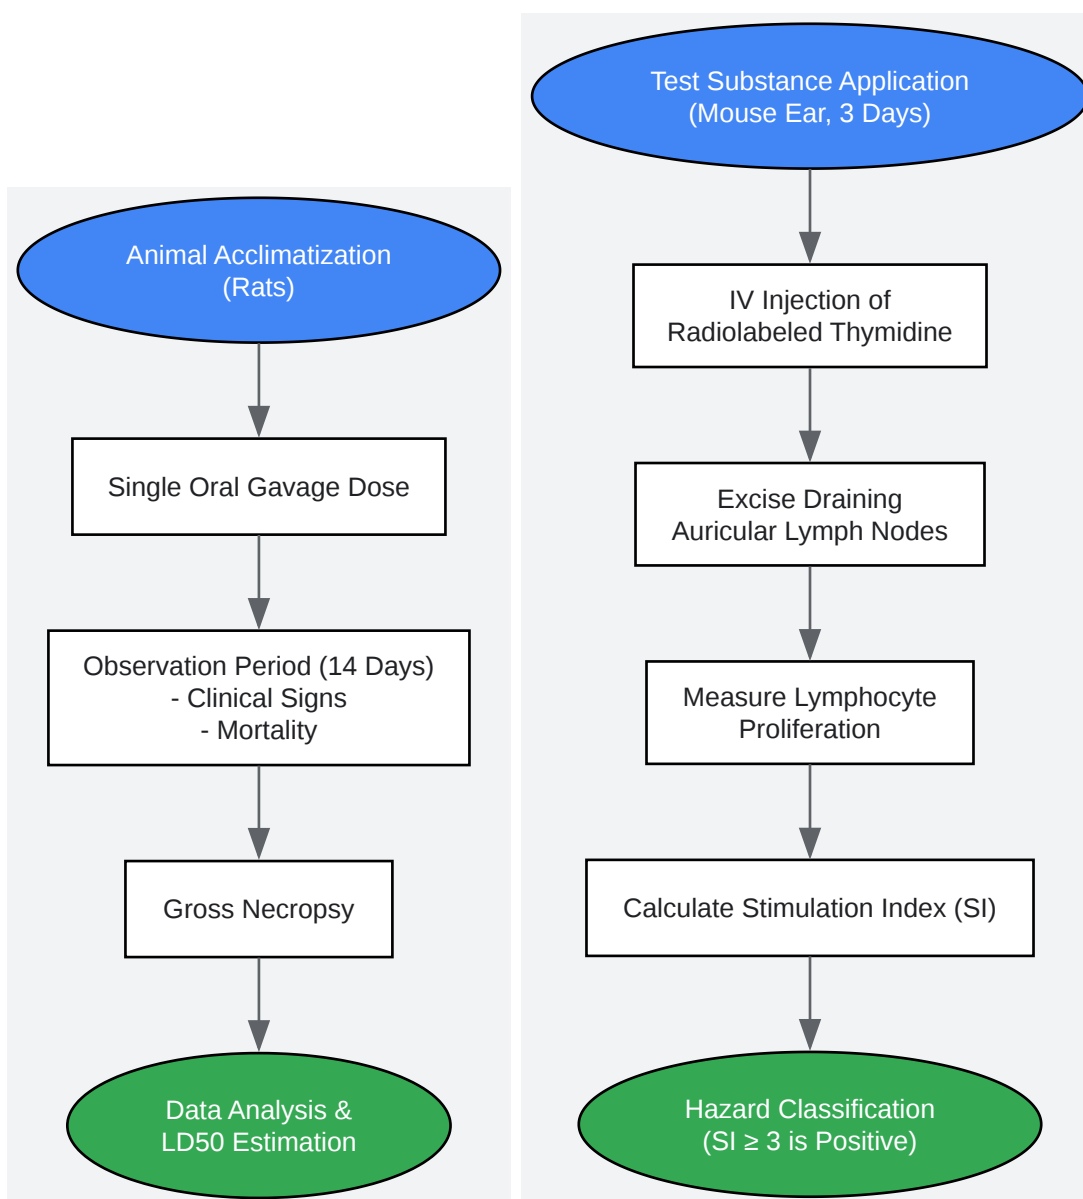 Animal Acclimatization
(Rats)
Single Oral Gavage Dose
Observation Period (14 Days)
- Clinical Signs
- Mortality
Gross Necropsy
Data Analysis &
LD50 Estimation
Test Substance Application
(Mouse Ear, 3 Days)
IV Injection of
Radiolabeled Thymidine
Excise Draining
Auricular Lymph Nodes
Measure Lymphocyte
Proliferation
Calculate Stimulation Index (SI)
Hazard Classification
(SI ≥ 3 is Positive)